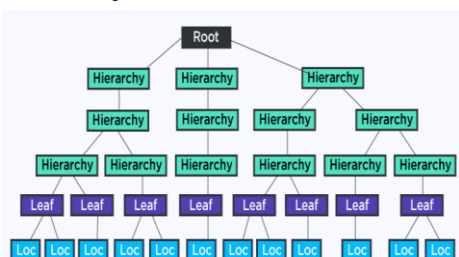 Root
Hierarchy Hierarchy Hierarchy
Hierarchy Hierarchy Hierarchy Hierarchy
Hierarchy Hierarchy Hierarchy Hierarchy Hierarchy Hierarchy
Leaf Leaf Leaf Leaf Leaf Leaf Leaf Leaf
Loc Loc Loc Loc Loc Loc Loc Loc Loc Loc Loc Loc